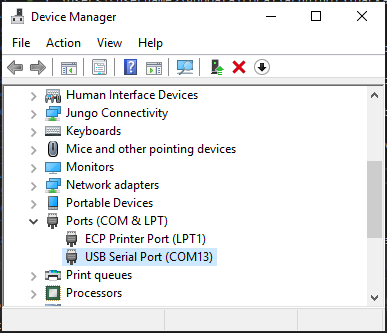 Device Manager
File Action View Help
Human Interface Devices
Jungo Connectivity
Keyboards
Mice and other pointing devices
Monitors
Network adapters
Portable Devices
Ports (COM & LPT)
ECP Printer Port (LPT1)
USB Serial Port (COM13)
Print queues
Processors